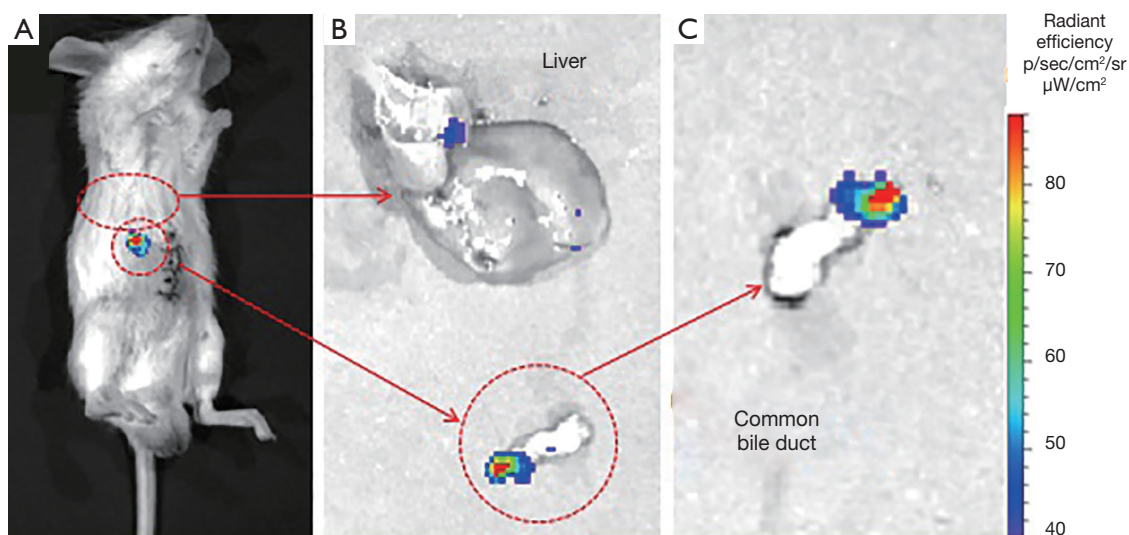 A
B
C
Liver
Common
bile duct
Radiant
efficiency
p/sec/cm²/sr
µW/cm²
80
70
60
50
40